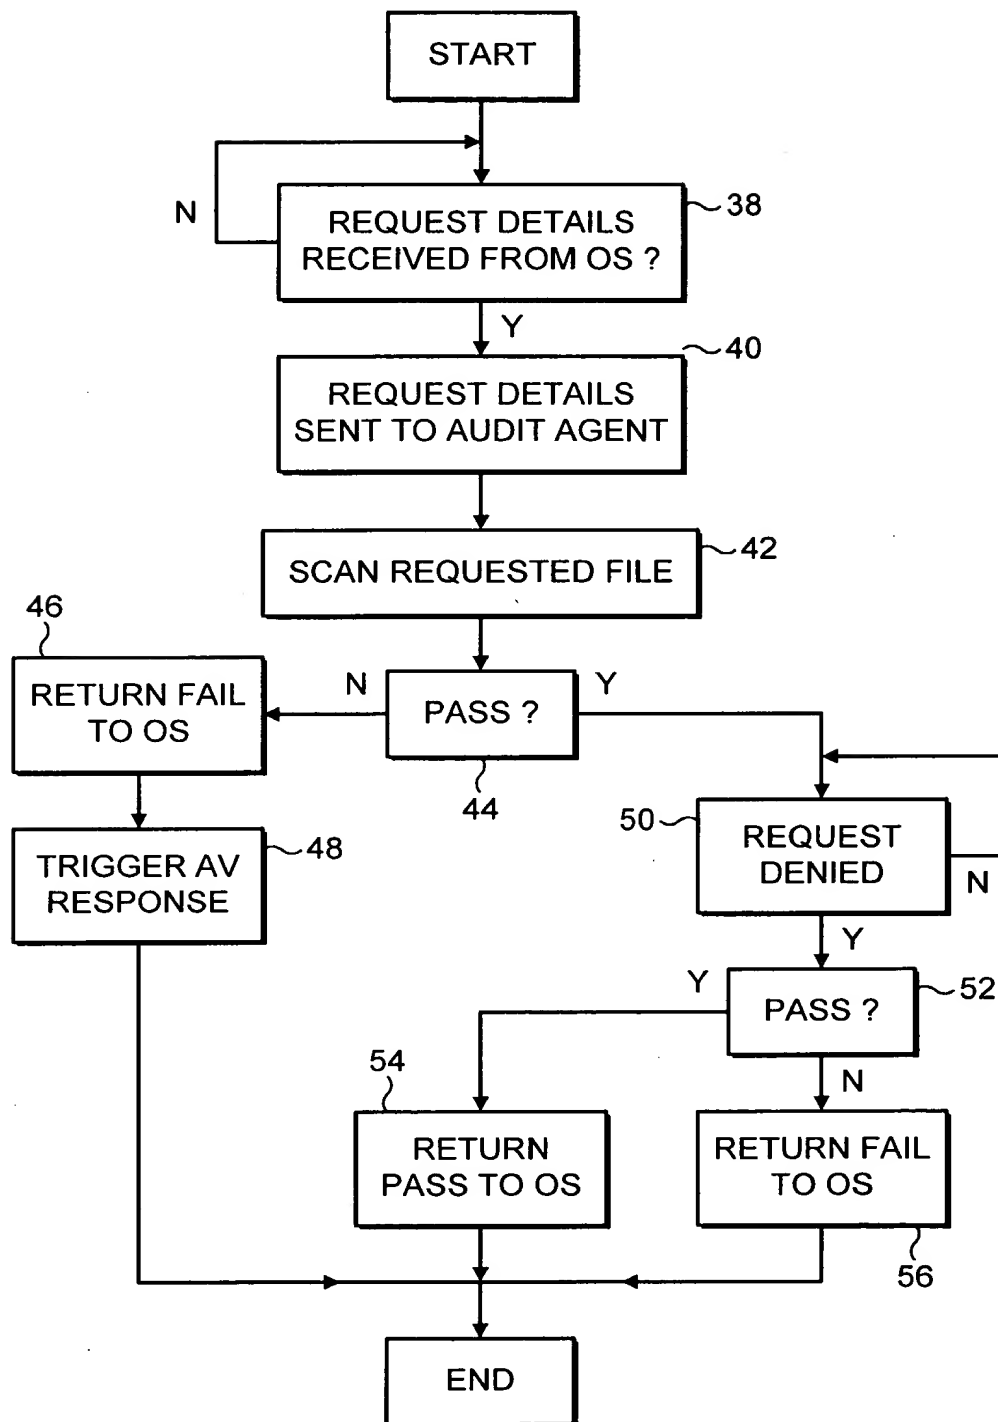 START
N
REQUEST DETAILS
RECEIVED FROM OS ?
38
Y
40
REQUEST DETAILS
SENT TO AUDIT AGENT
SCAN REQUESTED FILE
42
46
RETURN FAIL
TO OS
N
PASS ?
Y
44
50
REQUEST
DENIED
N
TRIGGER AV
RESPONSE
48
Y
Y
PASS ?
52
N
54
RETURN
PASS TO OS
RETURN FAIL
TO OS
56
END